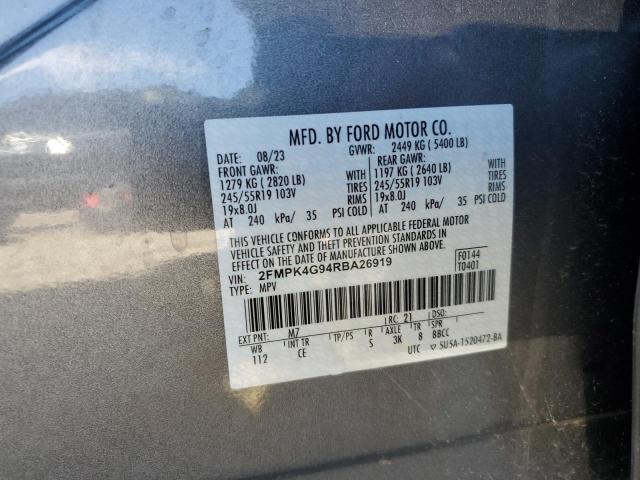 MFD. BY FORD MOTOR CO.
DATE: 08/23 GVWR: 2449 KG ( 5400 LB)
FRONT GAWR: REAR GAWR:
1279 KG ( 2820 LB) WITH 1197 KG ( 2640 LB) WITH
245/55R19 103V TIRES 245/55R19 103V TIRES
19x8.0J RIMS 19x8.0J RIMS
AT 240 kPa/ 35 PSI COLD AT 240 kPa/ 35 PSI COLD
THIS VEHICLE CONFORMS TO ALL APPLICABLE FEDERAL MOTOR
VEHICLE SAFETY AND THEFT PREVENTION STANDARDS IN
EFFECT ON THE DATE OF MANUFACTURE SHOWN ABOVE.
VIN: 2FMPK4G94RBA26919 F0144
TYPE: MPV T0401
EXT PNT: M7 RC: 21 DSO:
WB INT TR TP/PS R AXLE TR SPR
112 CE S 3K 8 BBCC
UTC ▽ 5U5A-1520472-BA